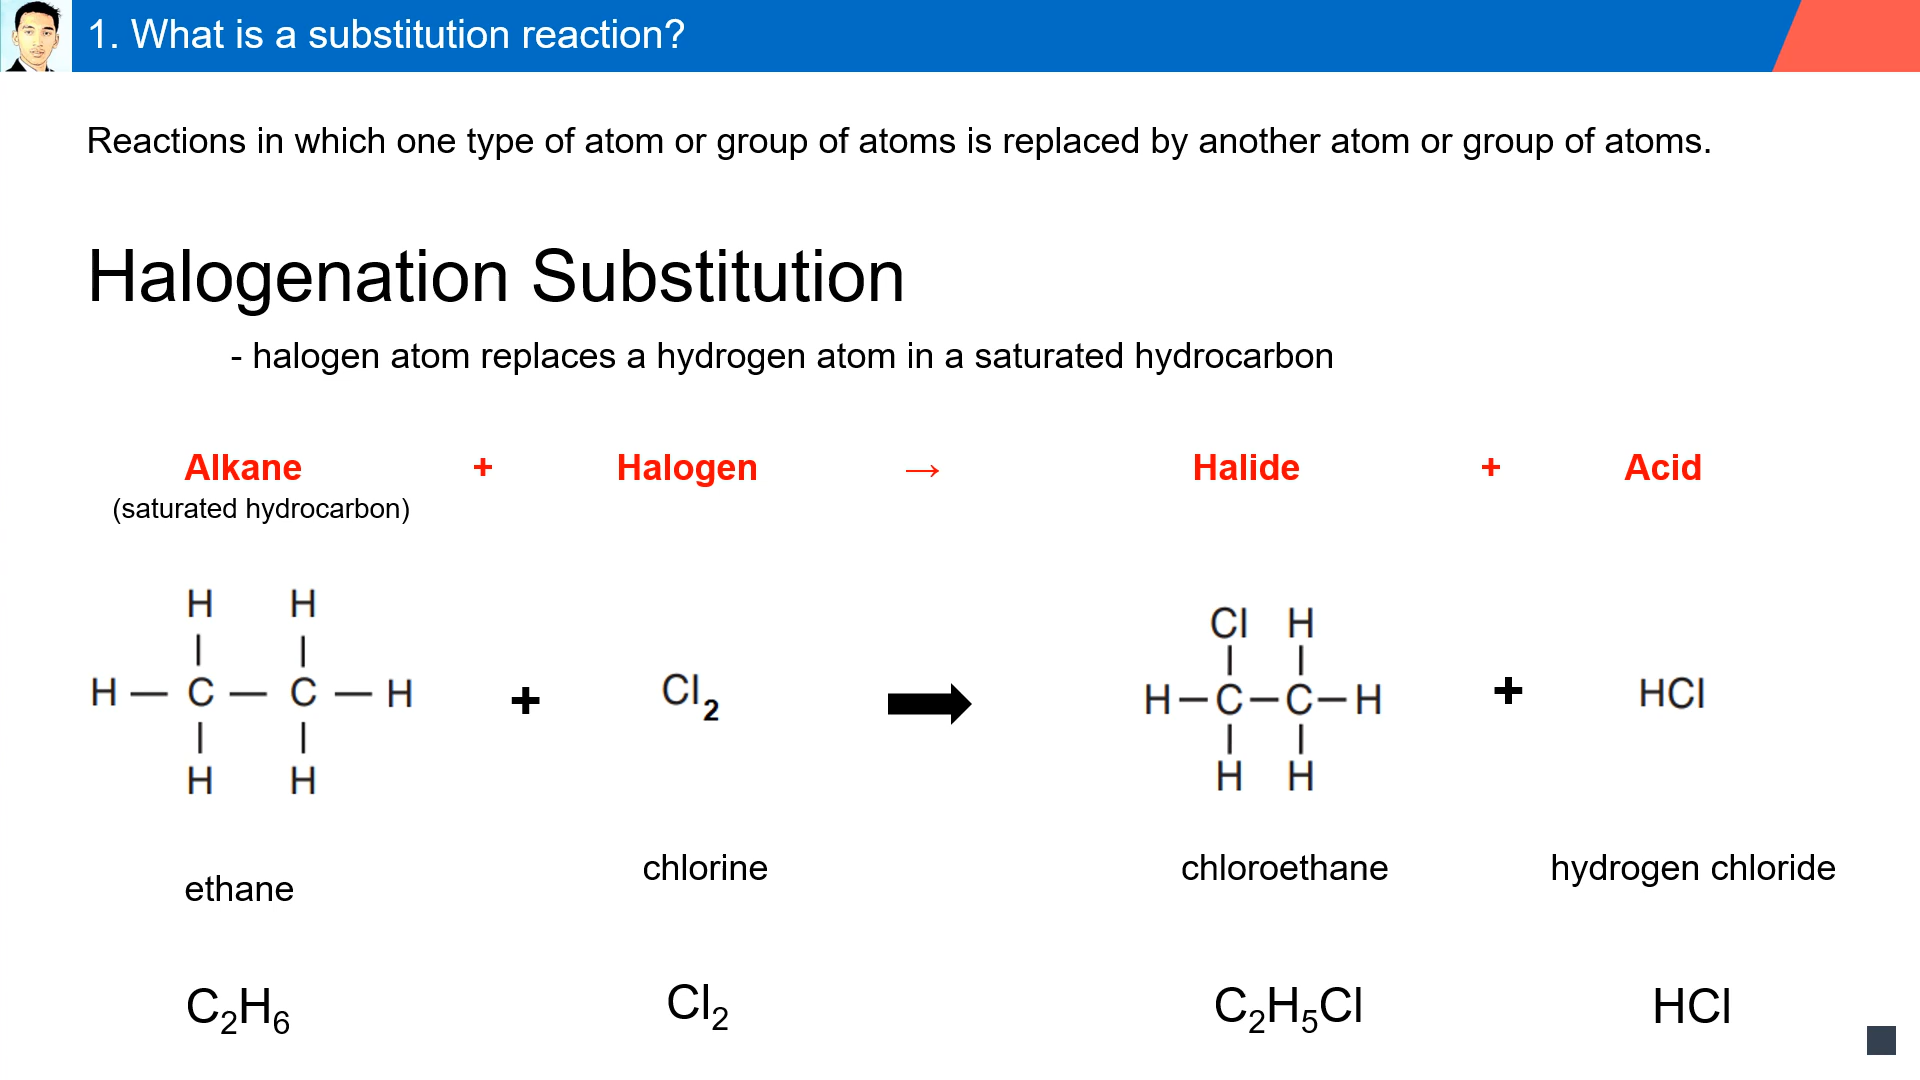 1. What is a substitution reaction?
Reactions in which one type of atom or group of atoms is replaced by another atom or group of atoms.
Halogenation Substitution
- halogen atom replaces a hydrogen atom in a saturated hydrocarbon
Alkane + Halogen → Halide + Acid
(saturated hydrocarbon)
H H
H — C — C — H
H H
+
Cl₂
Cl H
H—C—C—H
H H
+
HCl
ethane
chlorine
chloroethane
hydrogen chloride
C₂H₆
Cl₂
C₂H₅Cl
HCl